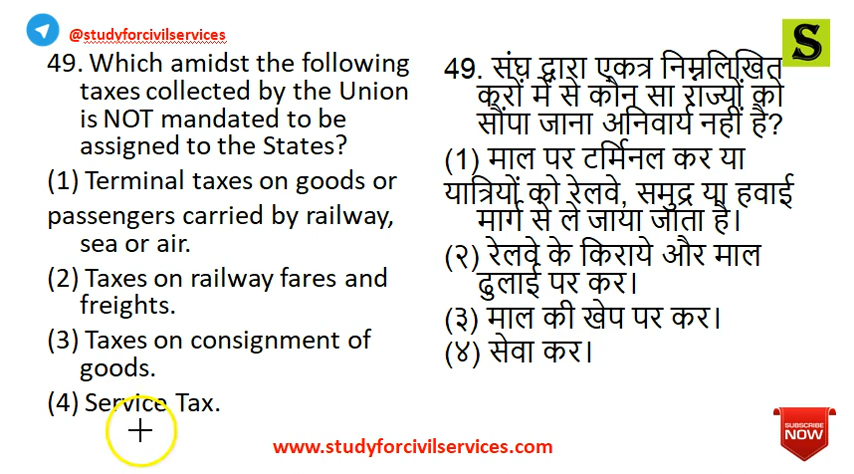 @studyforcivilservices
S
49. Which amidst the following
taxes collected by the Union
is NOT mandated to be
assigned to the States?
(1) Terminal taxes on goods or
passengers carried by railway,
sea or air.
(2) Taxes on railway fares and
freights.
(3) Taxes on consignment of
goods.
(4) Service Tax.
49. संघ द्वारा एकत्र निम्नलिखित
करों में से कौन सा राज्यों को
सौंपा जाना अनिवार्य नहीं है?
(1) माल पर टर्मिनल कर या
यात्रियों को रेलवे, समुद्र या हवाई
मार्ग से ले जाया जाता है।
(२) रेलवे के किराये और माल
ढुलाई पर कर।
(३) माल की खेप पर कर।
(४) सेवा कर।
SUBSCRIBE
NOW
www.studyforcivilservices.com